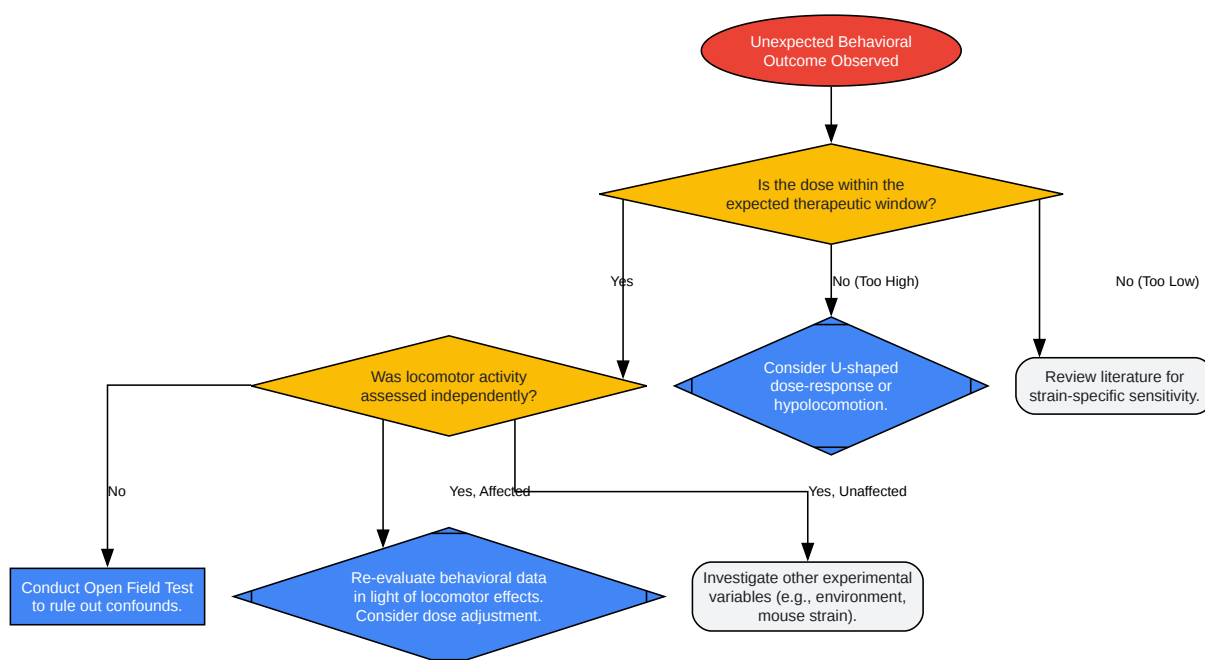 Unexpected Behavioral
Outcome Observed
Is the dose within the
expected therapeutic window?
Yes
No (Too High)
No (Too Low)
Was locomotor activity
assessed independently?
Consider U-shaped
dose-response or
hypolocomotion.
Review literature for
strain-specific sensitivity.
No
Yes, Affected
Yes, Unaffected
Conduct Open Field Test
to rule out confounds.
Re-evaluate behavioral data
in light of locomotor effects.
Consider dose adjustment.
Investigate other experimental
variables (e.g., environment,
mouse strain).